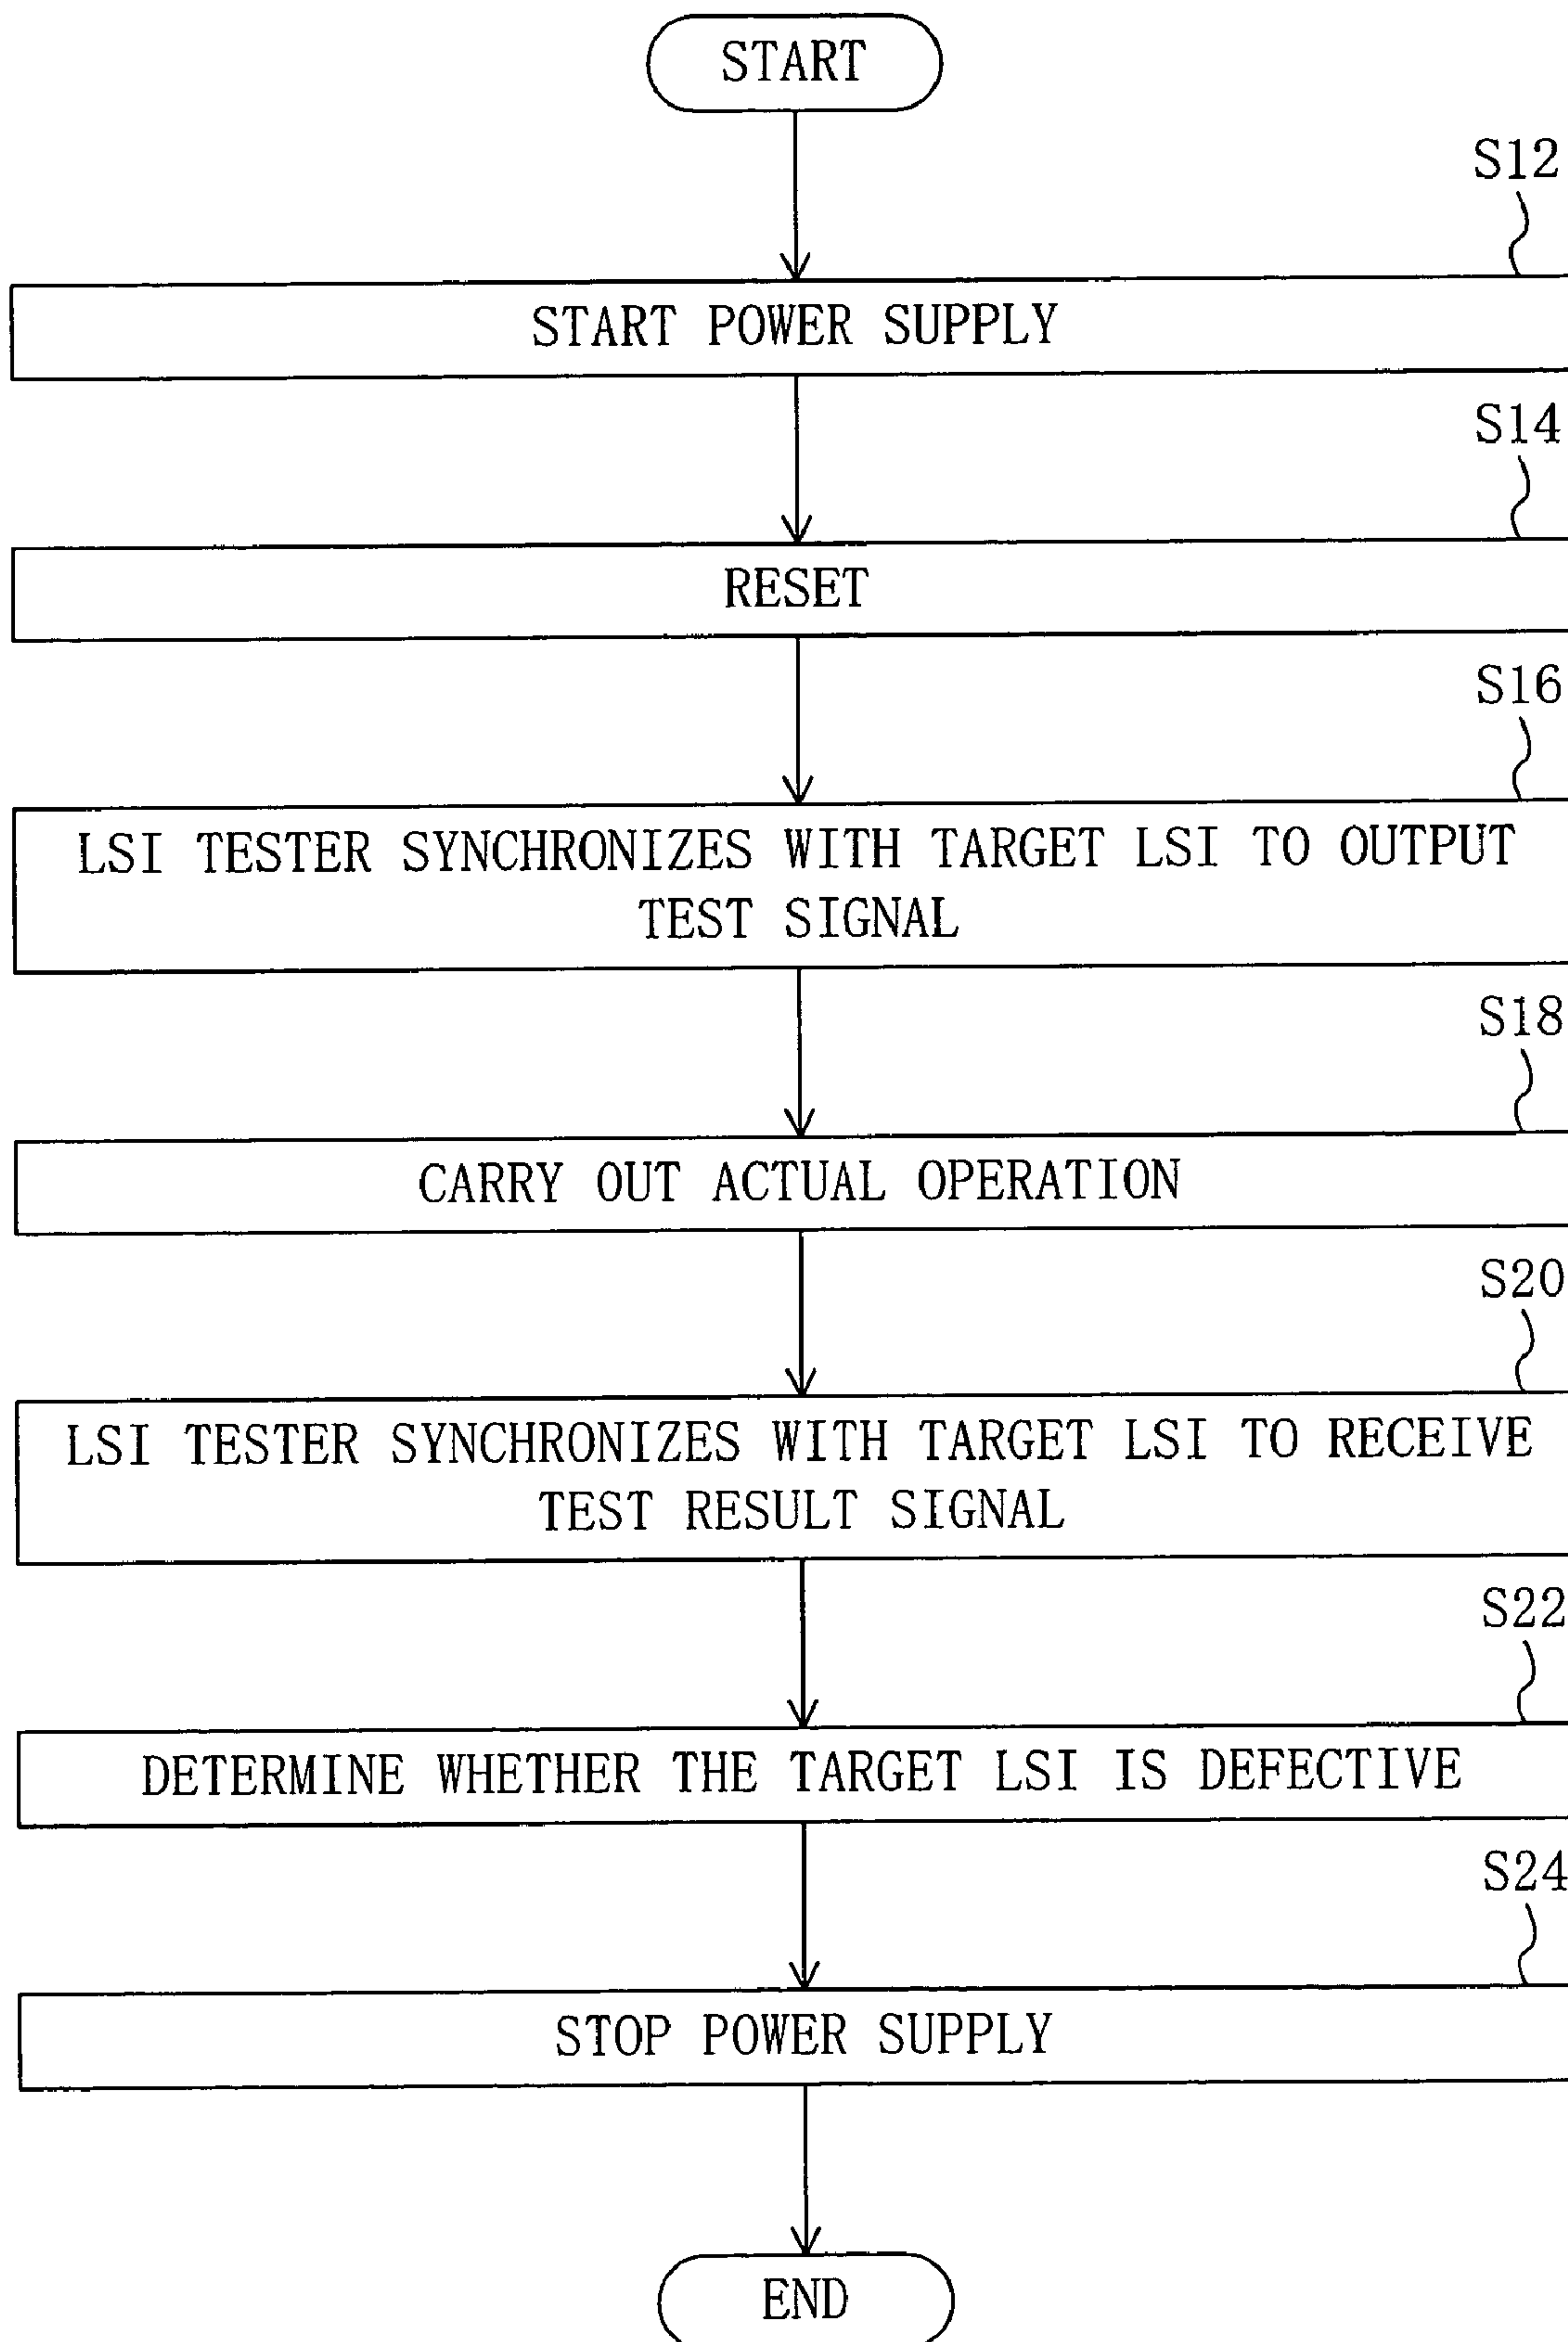 START
S12
START POWER SUPPLY
S14
RESET
S16
LSI TESTER SYNCHRONIZES WITH TARGET LSI TO OUTPUT
TEST SIGNAL
S18
CARRY OUT ACTUAL OPERATION
S20
LSI TESTER SYNCHRONIZES WITH TARGET LSI TO RECEIVE
TEST RESULT SIGNAL
S22
DETERMINE WHETHER THE TARGET LSI IS DEFECTIVE
S24
STOP POWER SUPPLY
END